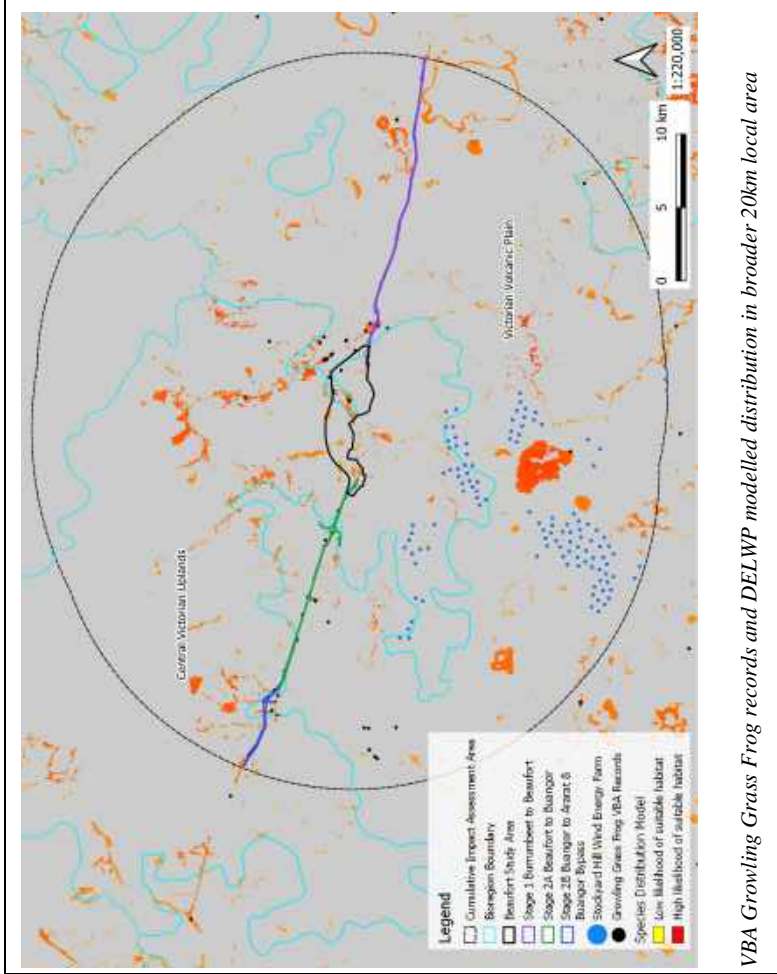 Central Victorian Uplands
Victorian Volcanic Plain
1:220,000
0 5 10 km
Legend
Cumulative Impact Assessment Area
Bioregion Boundary
Beaufort Study Area
Stage 1 Burrumbeet to Beaufort
Stage 2A Beaufort to Buangor
Stage 2B Buangor to Ararat &
Buangor Bypass
Stockyard Hill Wind Energy Farm
Growling Grass Frog VBA Records
Species Distribution Model
Low likelihood of suitable habitat
High likelihood of suitable habitat
VBA Growling Grass Frog records and DELWP modelled distribution in broader 20km local area